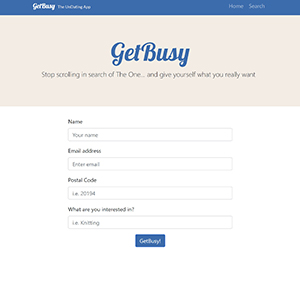 GetBusy The UnDating App Home Search
GetBusy
Stop scrolling in search of The One... and give yourself what you really want
Name
Your name
Email address
Enter email
Postal Code
i.e. 20194
What are you interested in?
i.e. Knitting
GetBusy!